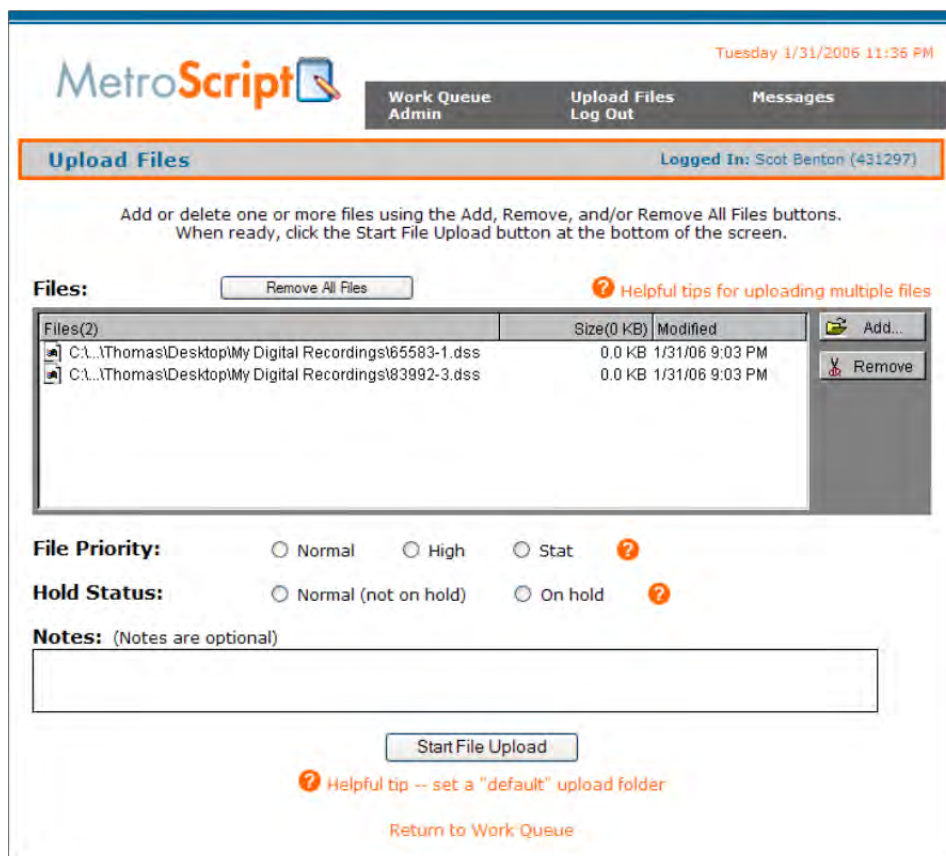 Tuesday 1/31/2006 11:36 PM
MetroScript
Work Queue Upload Files Messages
Admin Log Out
Upload Files Logged In: Scot Benton (431297)
Add or delete one or more files using the Add, Remove, and/or Remove All Files buttons.
When ready, click the Start File Upload button at the bottom of the screen.
Files: Remove All Files ? Helpful tips for uploading multiple files
Files(2) Size(0 KB) Modified Add...
C:\...\Thomas\Desktop\My Digital Recordings\65583-1.dss 0.0 KB 1/31/06 9:03 PM
Remove
C:\...\Thomas\Desktop\My Digital Recordings\83992-3.dss 0.0 KB 1/31/06 9:03 PM
File Priority: Normal High Stat ?
Hold Status: Normal (not on hold) On hold ?
Notes: (Notes are optional)
Start File Upload
? Helpful tip -- set a "default" upload folder
Return to Work Queue